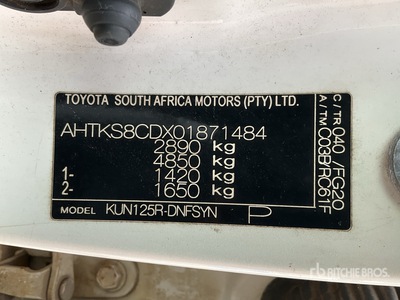 TOYOTA SOUTH AFRICA MOTORS (PTY) LTD.
AHTKS8CDX01871484
2890 kg
4850 kg
1- 1420 kg
2- 1650 kg
MODEL KUN125R-DNFSYN P
C/TR 040 /FG20
A/TM C03B/RC61F
RITCHIE BROS.